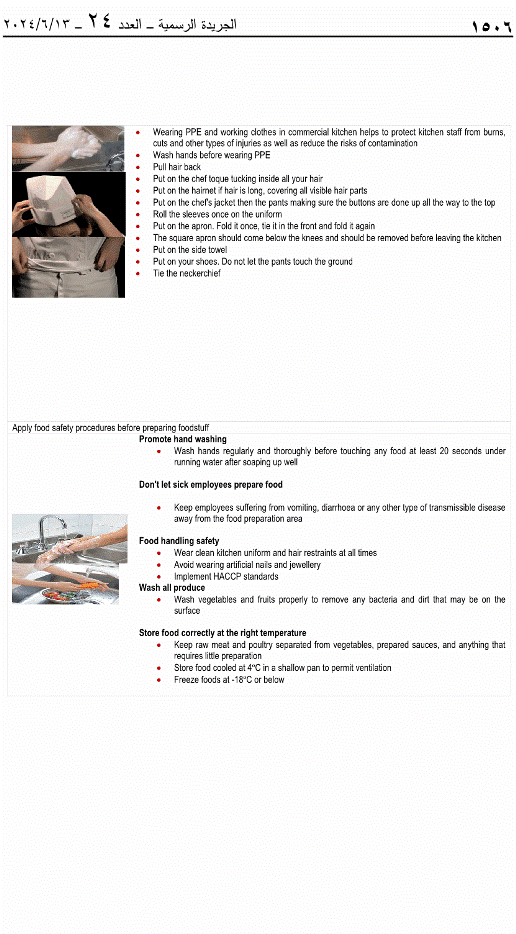 ١٥٠٦ الجريدة الرسمية – العدد ٢٤ – ٢٠٢٤/٦/١٣
• Wearing PPE and working clothes in commercial kitchen helps to protect kitchen staff from burns,
cuts and other types of injuries as well as reduce the risks of contamination
• Wash hands before wearing PPE
• Pull hair back
• Put on the chef toque tucking inside all your hair
• Put on the hairnet if hair is long, covering all visible hair parts
• Put on the chef's jacket then the pants making sure the buttons are done up all the way to the top
• Roll the sleeves once on the uniform
• Put on the apron. Fold it once, tie it in the front and fold it again
• The square apron should come below the knees and should be removed before leaving the kitchen
• Put on the side towel
• Put on your shoes. Do not let the pants touch the ground
• Tie the neckerchief
Apply food safety procedures before preparing foodstuff
Promote hand washing
• Wash hands regularly and thoroughly before touching any food at least 20 seconds under
running water after soaping up well
Don't let sick employees prepare food
• Keep employees suffering from vomiting, diarrhoea or any other type of transmissible disease
away from the food preparation area
Food handling safety
• Wear clean kitchen uniform and hair restraints at all times
• Avoid wearing artificial nails and jewellery
• Implement HACCP standards
Wash all produce
• Wash vegetables and fruits properly to remove any bacteria and dirt that may be on the
surface
Store food correctly at the right temperature
• Keep raw meat and poultry separated from vegetables, prepared sauces, and anything that
requires little preparation
• Store food cooled at 4°C in a shallow pan to permit ventilation
• Freeze foods at -18°C or below